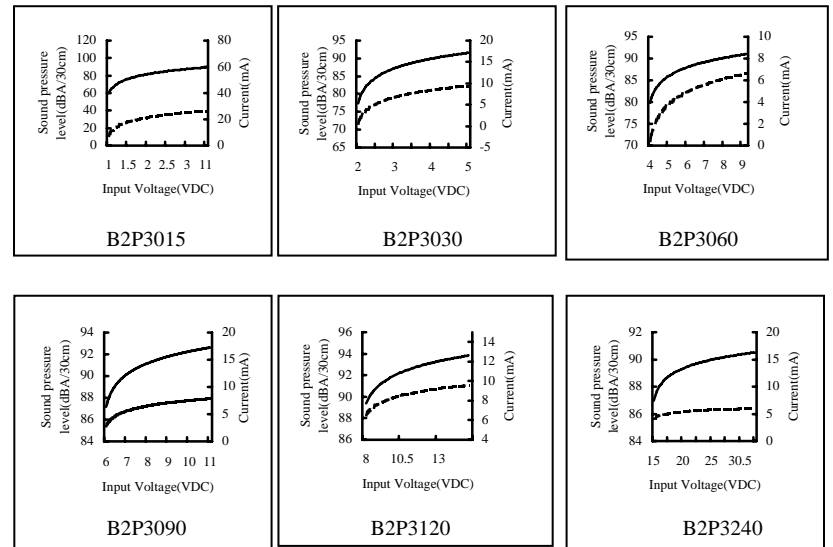 Sound pressure
level(dBA/30cm)
120
100
80
60
40
20
0
80
60
40
20
0
Current(mA)
1 1.5 2 2.5 3 11
Input Voltage(VDC)
B2P3015
Sound pressure
level(dBA/30cm)
95
90
85
80
75
70
65
20
15
10
5
0
-5
Current(mA)
2 3 4 5
Input Voltage(VDC)
B2P3030
Sound pressure
level(dBA/30cm)
95
90
85
80
75
70
10
8
6
4
2
0
Current(mA)
4 5 6 7 8 9
Input Voltage(VDC)
B2P3060
Sound pressure
level(dBA/30cm)
94
92
90
88
86
84
20
15
10
5
0
Current(mA)
6 7 8 9 10 11
Input Voltage(VDC)
B2P3090
Sound pressure
level(dBA/30cm)
96
94
92
90
88
86
14
12
10
8
6
4
Current(mA)
8 10.5 13
Input Voltage(VDC)
B2P3120
Sound pressure
level(dBA/30cm)
92
90
88
86
84
20
15
10
5
0
Current(mA)
15 20 25 30.5
Input Voltage(VDC)
B2P3240